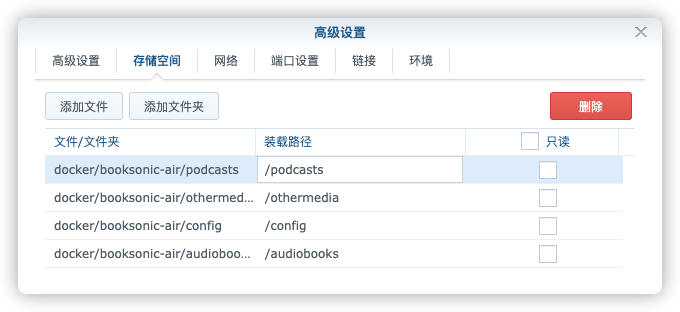 高级设置
高级设置 存储空间 网络 端口设置 链接 环境
添加文件 添加文件夹 删除
文件/文件夹 装载路径 只读
docker/booksonic-air/podcasts /podcasts
docker/booksonic-air/othermed... /othermedia
docker/booksonic-air/config /config
docker/booksonic-air/audioboo... /audiobooks